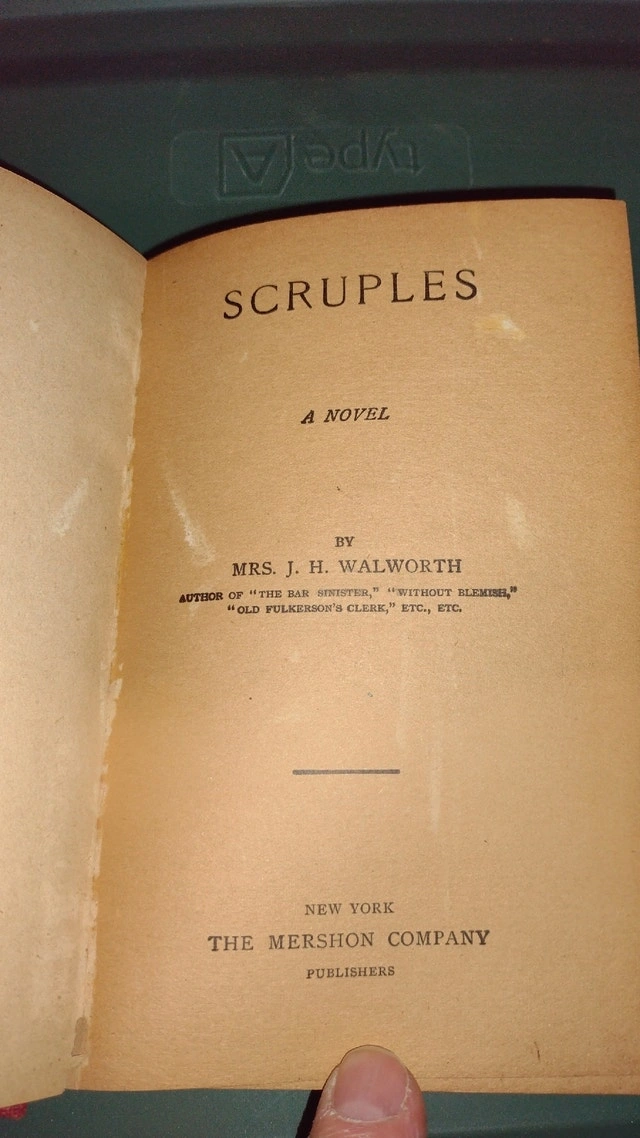 type A
SCRUPLES
A NOVEL
BY
MRS. J. H. WALWORTH
AUTHOR OF "THE BAR SINISTER," "WITHOUT BLEMISH,"
"OLD FULKERSON'S CLERK," ETC., ETC.
NEW YORK
THE MERSHON COMPANY
PUBLISHERS